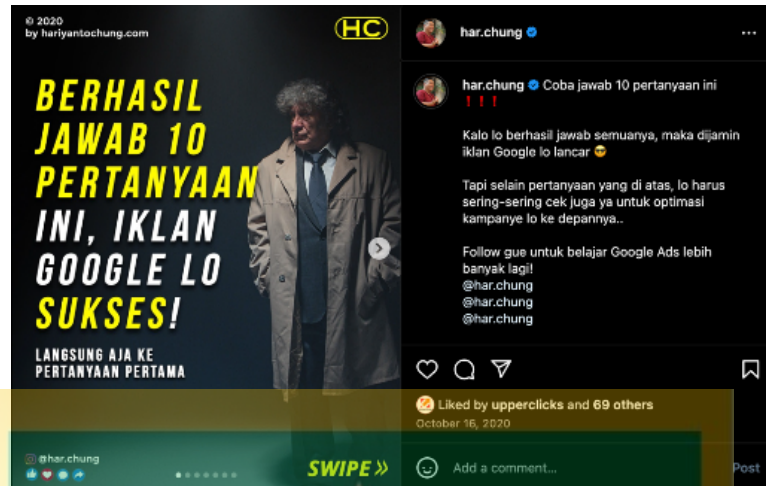 © 2020
by hariyantochung.com
HC
BERHASIL
JAWAB 10
PERTANYAAN
INI, IKLAN
GOOGLE LO
SUKSES!
LANGSUNG AJA KE
PERTANYAAN PERTAMA
@har.chung
SWIPE »
har.chung
har.chung Coba jawab 10 pertanyaan ini
❗❗❗
Kalo lo berhasil jawab semuanya, maka dijamin
iklan Google lo lancar 😎
Tapi selain pertanyaan yang di atas, lo harus
sering-sering cek juga ya untuk optimasi
kampanye lo ke depannya..
Follow gue untuk belajar Google Ads lebih
banyak lagi!
@har.chung
@har.chung
@har.chung
Liked by upperclicks and 69 others
October 16, 2020
Add a comment...
Post